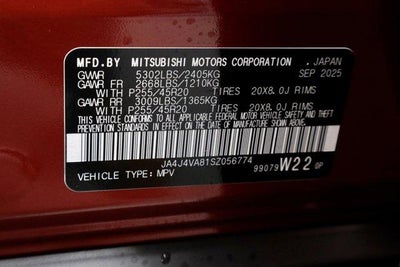 MFD.BY MITSUBISHI MOTORS CORPORATION. JAPAN
GVWR 5302LBS/2405KG SEP 2025
GAWR FR 2668LBS/1210KG
WITH P255/45R20 TIRES 20X8.0J RIMS
GAWR RR 3009LBS/1365KG
WITH P255/45R20 TIRES 20X8.0J RIMS
THIS VEHICLE CONFORMS TO ALL APPLICABLE FEDERAL
MOTOR VEHICLE SAFETY, BUMPER, AND THEFT
PREVENTION STANDARDS IN EFFECT ON THE DATE OF
MANUFACTURE SHOWN ABOVE.
JA4J4VA81SZ056774
VEHICLE TYPE: MPV 99079 W22 DP